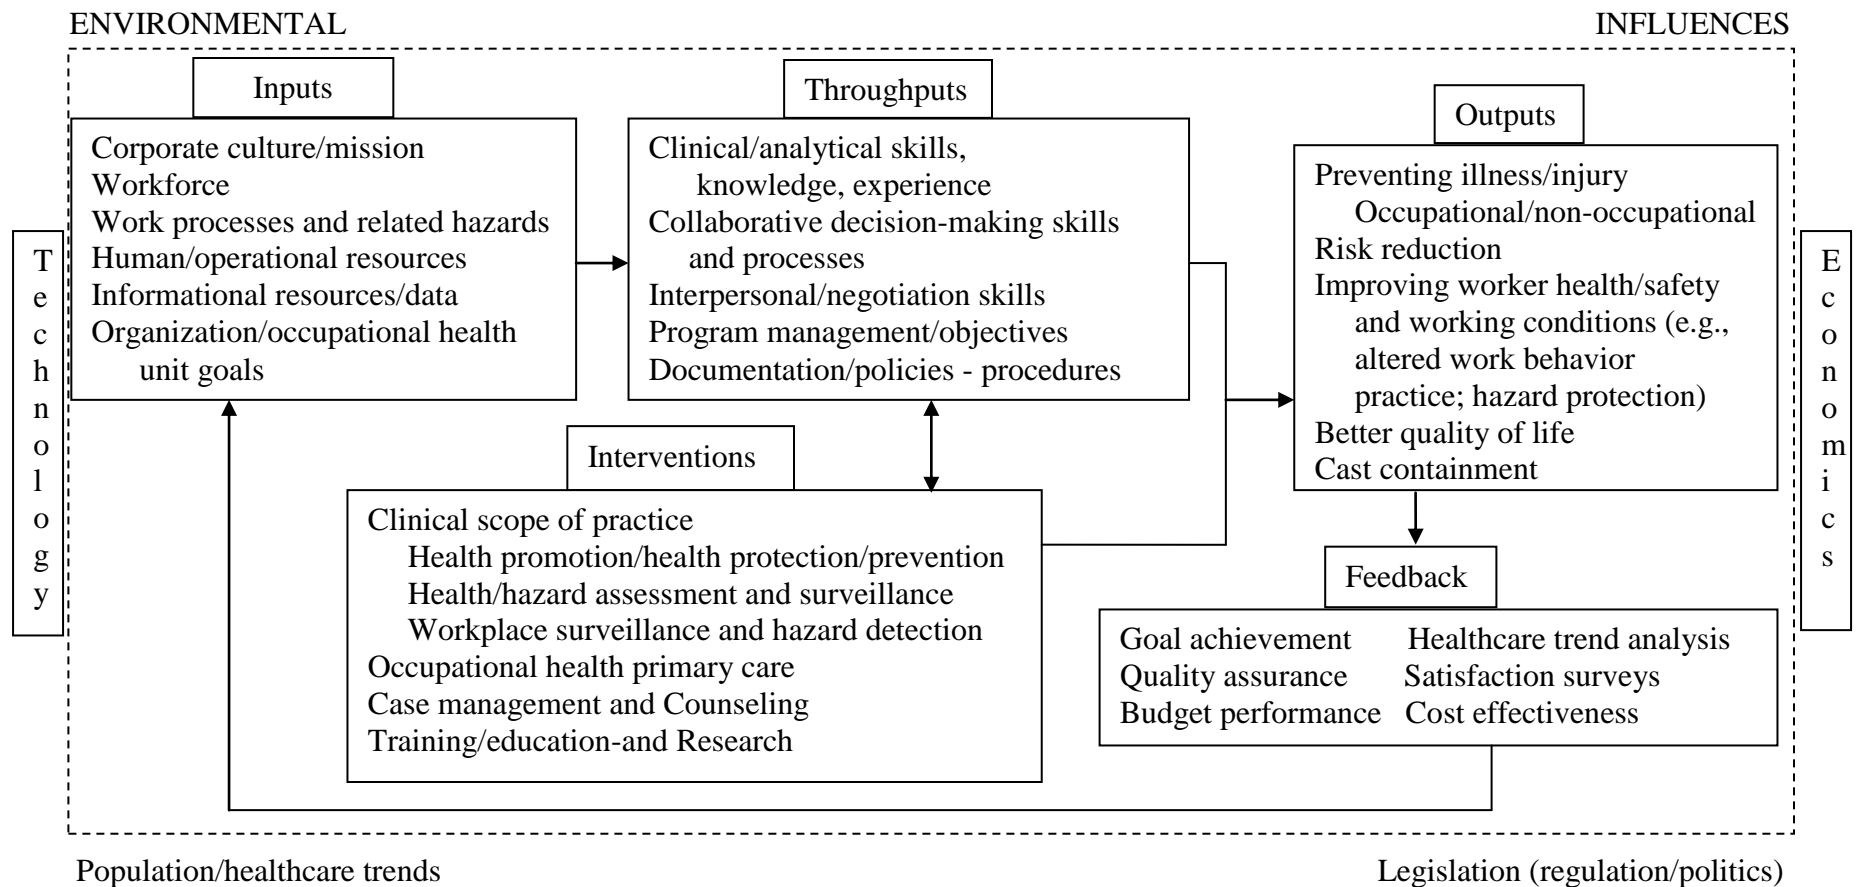 ENVIRONMENTAL INFLUENCES
Inputs
Corporate culture/mission
Workforce
Work processes and related hazards
Human/operational resources
Informational resources/data
Organization/occupational health
unit goals
Throughputs
Clinical/analytical skills,
knowledge, experience
Collaborative decision-making skills
and processes
Interpersonal/negotiation skills
Program management/objectives
Documentation/policies - procedures
Outputs
Preventing illness/injury
Occupational/non-occupational
Risk reduction
Improving worker health/safety
and working conditions (e.g.,
altered work behavior
practice; hazard protection)
Better quality of life
Cast containment
Technology
Economics
Interventions
Clinical scope of practice
Health promotion/health protection/prevention
Health/hazard assessment and surveillance
Workplace surveillance and hazard detection
Occupational health primary care
Case management and Counseling
Training/education-and Research
Feedback
Goal achievement Healthcare trend analysis
Quality assurance Satisfaction surveys
Budget performance Cost effectiveness
Population/healthcare trends Legislation (regulation/politics)